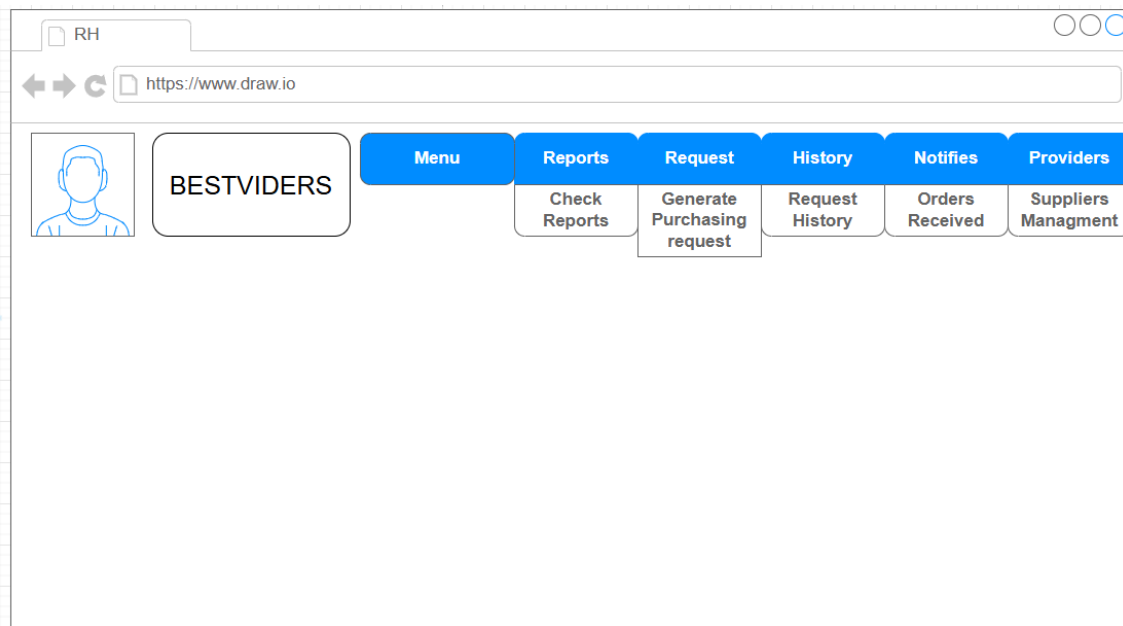 RH
https://www.draw.io
BESTVIDERS
Menu
Reports
Request
History
Notifies
Providers
Check
Reports
Generate
Purchasing
request
Request
History
Orders
Received
Suppliers
Managment